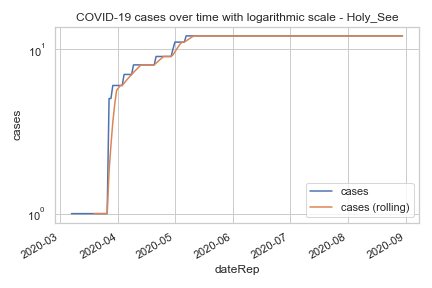 COVID-19 cases over time with logarithmic scale - Holy_See
10¹
10⁰
cases
cases
cases (rolling)
2020-03
2020-04
2020-05
2020-06
2020-07
2020-08
2020-09
dateRep